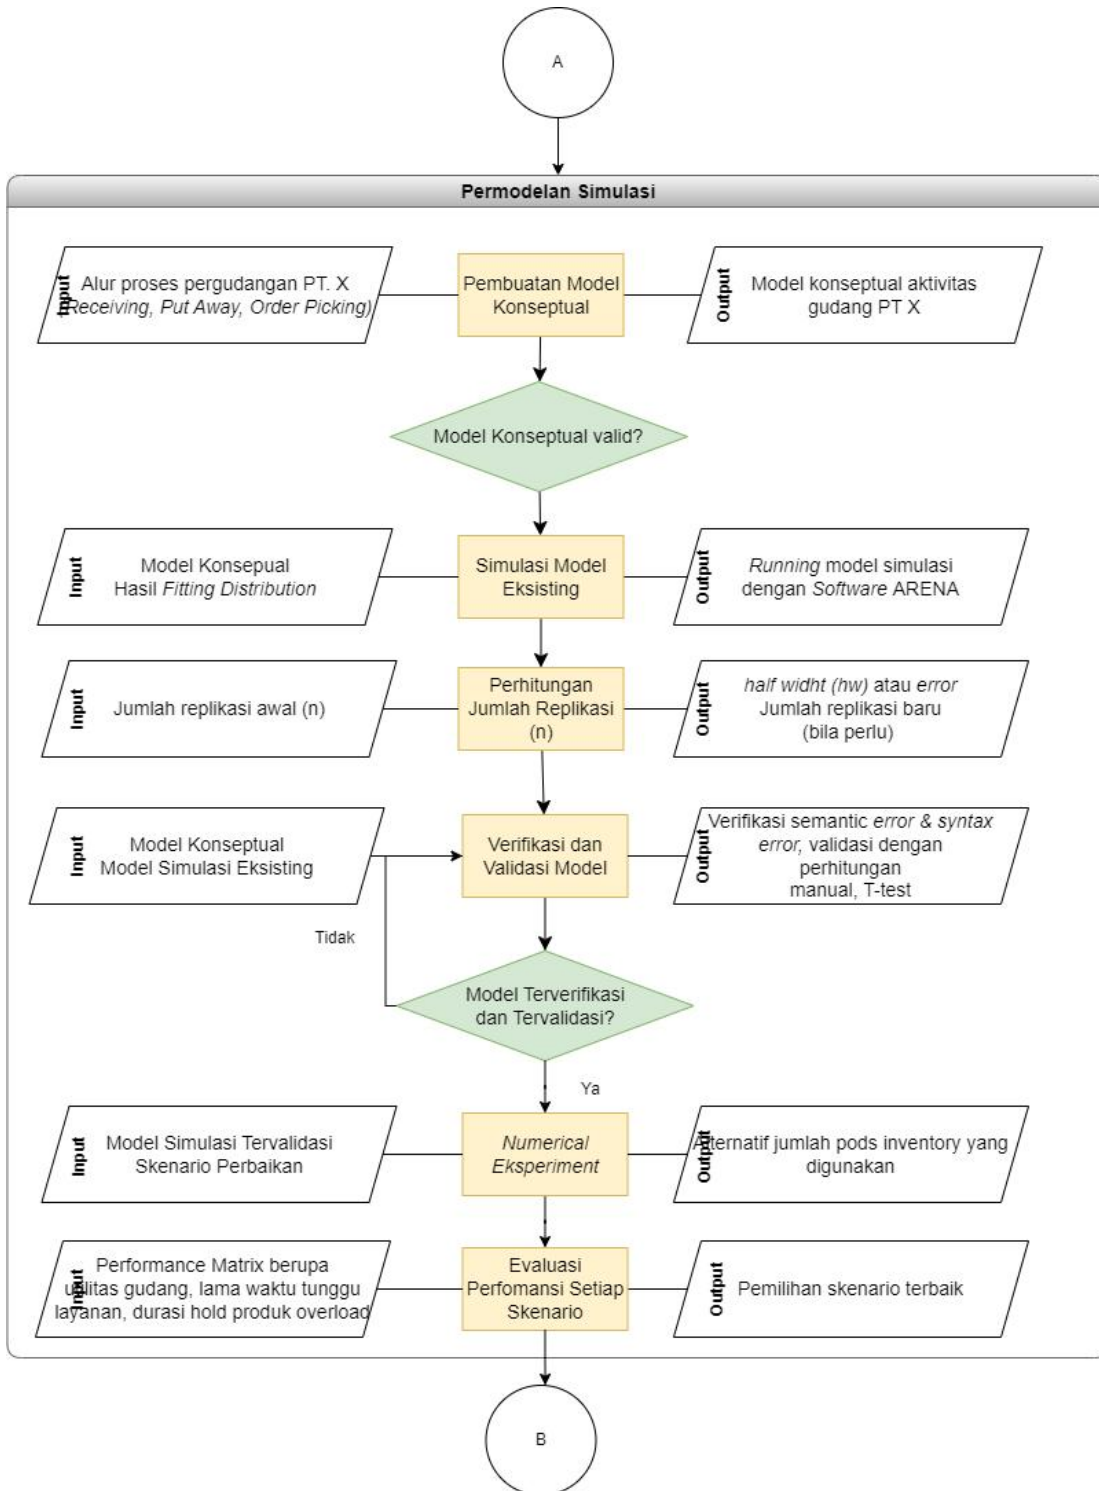 A
Permodelan Simulasi
Input
Alur proses pergudangan PT. X
(Receiving, Put Away, Order Picking)
Pembuatan Model
Konseptual
Output
Model konseptual aktivitas
gudang PT X
Model Konseptual valid?
Input
Model Konsepual
Hasil Fitting Distribution
Simulasi Model
Eksisting
Output
Running model simulasi
dengan Software ARENA
Input
Jumlah replikasi awal (n)
Perhitungan
Jumlah Replikasi
(n)
Output
half widht (hw) atau error
Jumlah replikasi baru
(bila perlu)
Input
Model Konseptual
Model Simulasi Eksisting
Verifikasi dan
Validasi Model
Output
Verifikasi semantic error & syntax
error, validasi dengan
perhitungan
manual, T-test
Tidak
Model Terverifikasi
dan Tervalidasi?
Ya
Input
Model Simulasi Tervalidasi
Skenario Perbaikan
Numerical
Eksperiment
Output
Alternatif jumlah pods inventory yang
digunakan
Input
Performance Matrix berupa
utilitas gudang, lama waktu tunggu
layanan, durasi hold produk overload
Evaluasi
Perfomansi Setiap
Skenario
Output
Pemilihan skenario terbaik
B